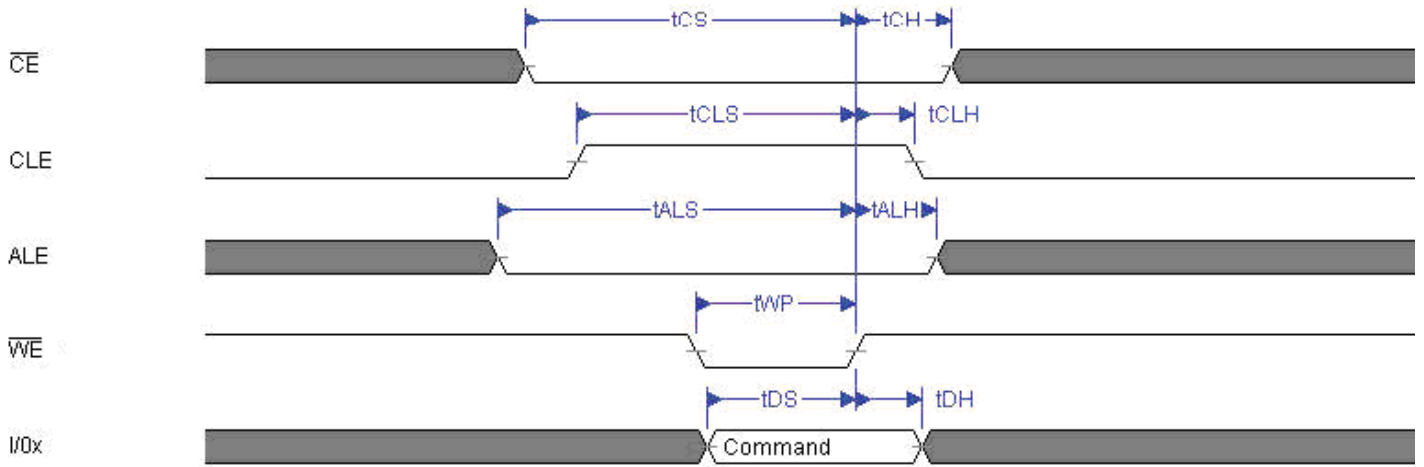 tCS tCH
CE
tCLS tCLH
CLE
tALS tALH
ALE
tWP
WE
tDS tDH
I/0x Command